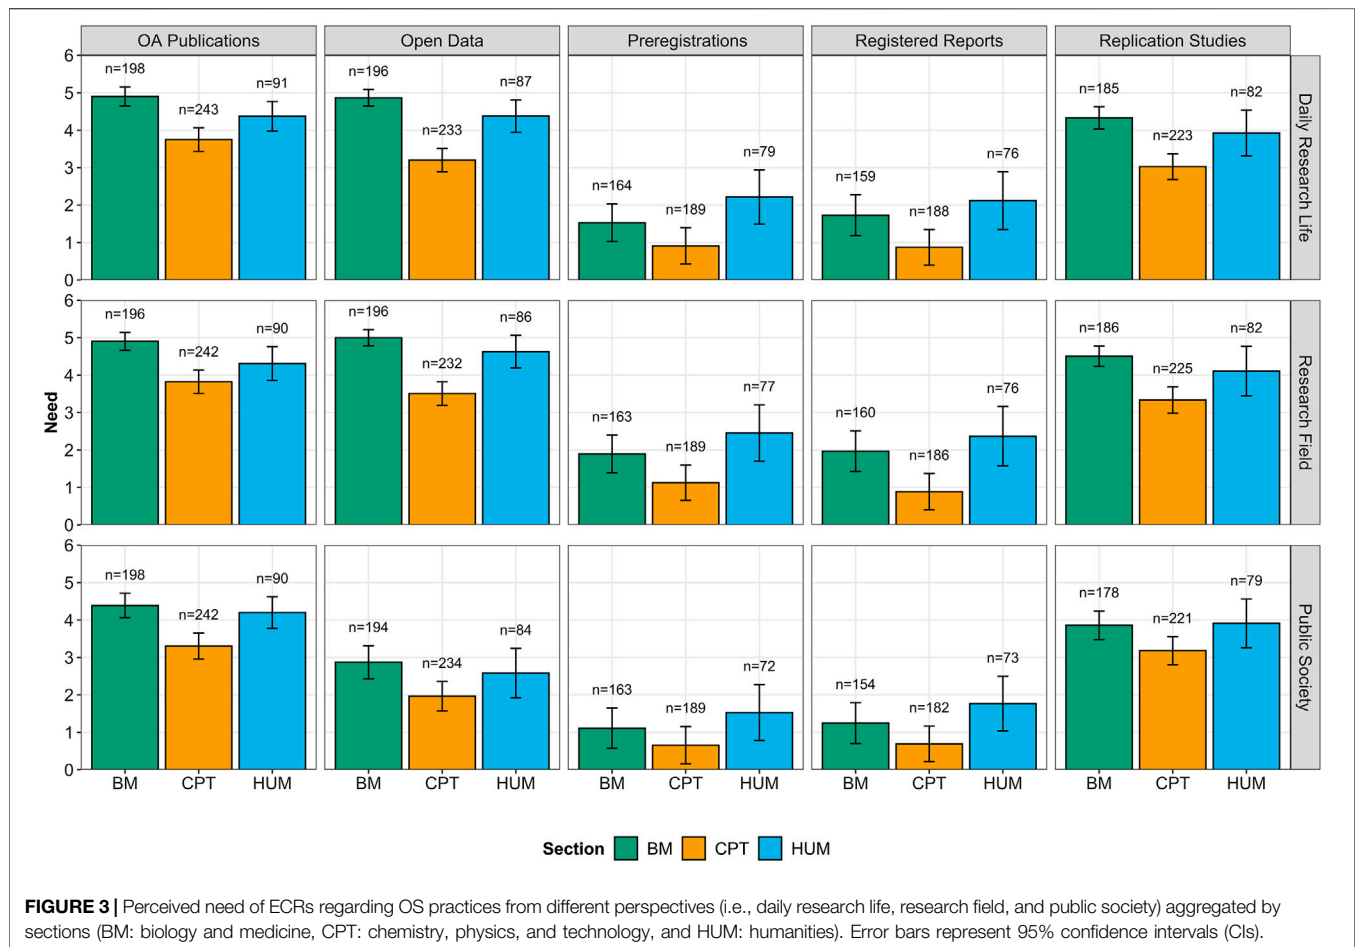 OA Publications Open Data Preregistrations Registered Reports Replication Studies
6 n=198 n=243 n=91 n=196 n=233 n=87 n=164 n=189 n=79 n=159 n=188 n=76 n=185 n=223 n=82 Daily Research Life
5
4
3
2
1
0
6 n=196 n=242 n=90 n=196 n=232 n=86 n=163 n=189 n=77 n=160 n=186 n=76 n=186 n=225 n=82 Research Field
5
4
3
2
1
0
Need
6 n=198 n=242 n=90 n=194 n=234 n=84 n=163 n=189 n=72 n=154 n=182 n=73 n=178 n=221 n=79 Public Society
5
4
3
2
1
0
BM CPT HUM BM CPT HUM BM CPT HUM BM CPT HUM BM CPT HUM
Section BM CPT HUM
FIGURE 3 | Perceived need of ECRs regarding OS practices from different perspectives (i.e., daily research life, research field, and public society) aggregated by
sections (BM: biology and medicine, CPT: chemistry, physics, and technology, and HUM: humanities). Error bars represent 95% confidence intervals (CIs).